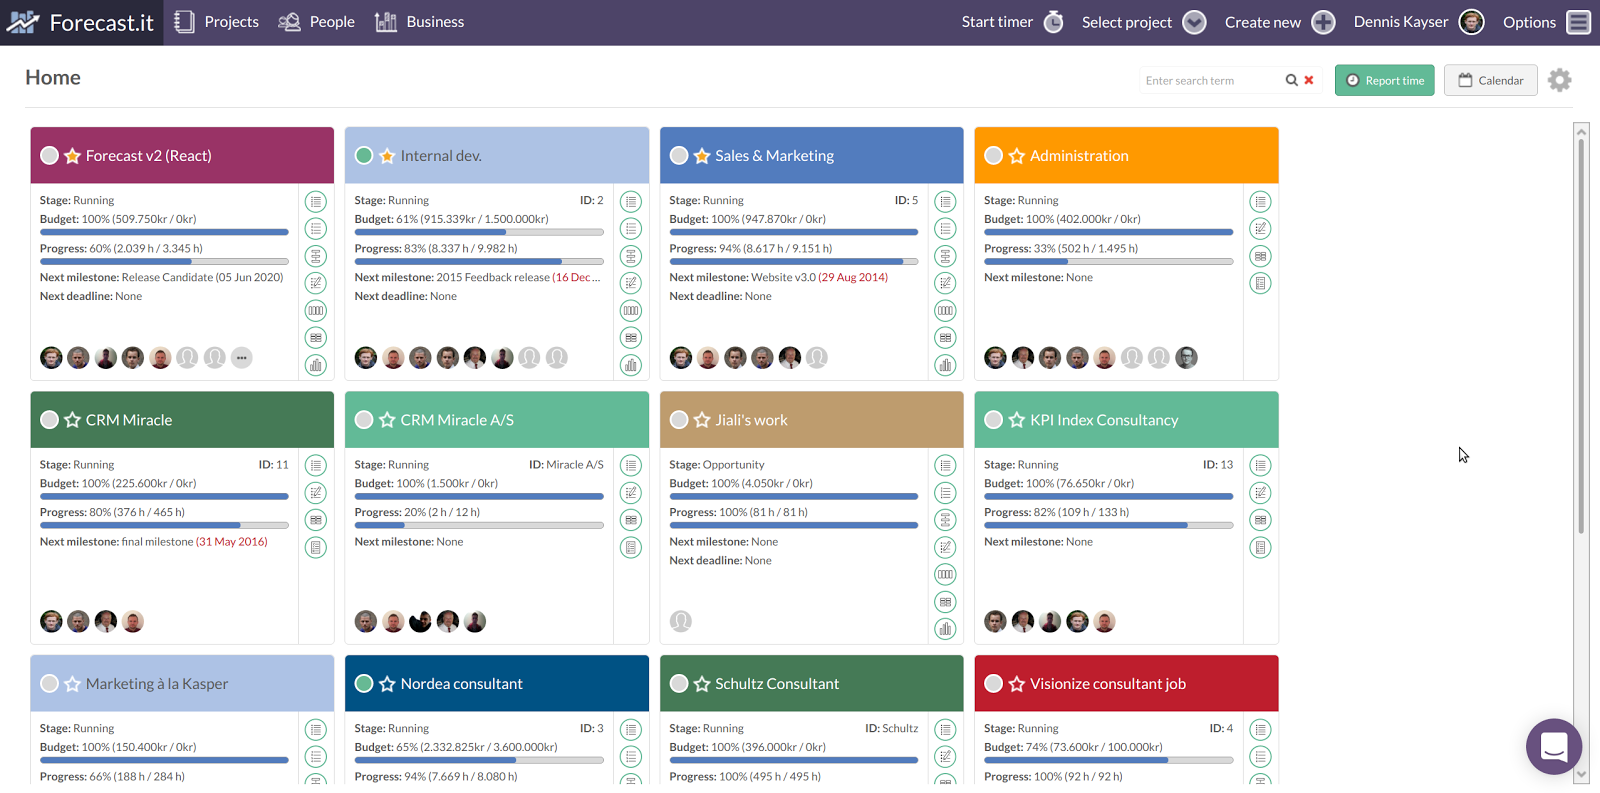 Forecast.it Projects People Business Start timer Select project Create new Dennis Kayser Options
Home Enter search term Report time Calendar
Forecast v2 (React)
Stage: Running
Budget: 100% (509.750kr / 0kr)
Progress: 60% (2.039 h / 3.345 h)
Next milestone: Release Candidate (05 Jun 2020)
Next deadline: None
Internal dev.
Stage: Running ID: 2
Budget: 61% (915.339kr / 1.500.000kr)
Progress: 83% (8.337 h / 9.982 h)
Next milestone: 2015 Feedback release (16 Dec ...
Next deadline: None
Sales & Marketing
Stage: Running ID: 5
Budget: 100% (947.870kr / 0kr)
Progress: 94% (8.617 h / 9.151 h)
Next milestone: Website v3.0 (29 Aug 2014)
Next deadline: None
Administration
Stage: Running
Budget: 100% (402.000kr / 0kr)
Progress: 33% (502 h / 1.495 h)
Next milestone: None
CRM Miracle
Stage: Running ID: 11
Budget: 100% (225.600kr / 0kr)
Progress: 80% (376 h / 465 h)
Next milestone: final milestone (31 May 2016)
CRM Miracle A/S
Stage: Running ID: Miracle A/S
Budget: 100% (1.500kr / 0kr)
Progress: 20% (2 h / 12 h)
Next milestone: None
Jiali's work
Stage: Opportunity
Budget: 100% (4.050kr / 0kr)
Progress: 100% (81 h / 81 h)
Next milestone: None
Next deadline: None
KPI Index Consultancy
Stage: Running ID: 13
Budget: 100% (76.650kr / 0kr)
Progress: 82% (109 h / 133 h)
Next milestone: None
Marketing à la Kasper
Stage: Running
Budget: 100% (150.400kr / 0kr)
Progress: 66% (188 h / 284 h)
Nordea consultant
Stage: Running ID: 3
Budget: 65% (2.332.825kr / 3.600.000kr)
Progress: 94% (7.669 h / 8.080 h)
Schultz Consultant
Stage: Running ID: Schultz
Budget: 100% (396.000kr / 0kr)
Progress: 100% (495 h / 495 h)
Visionize consultant job
Stage: Running ID: 4
Budget: 74% (73.600kr / 100.000kr)
Progress: 100% (92 h / 92 h)